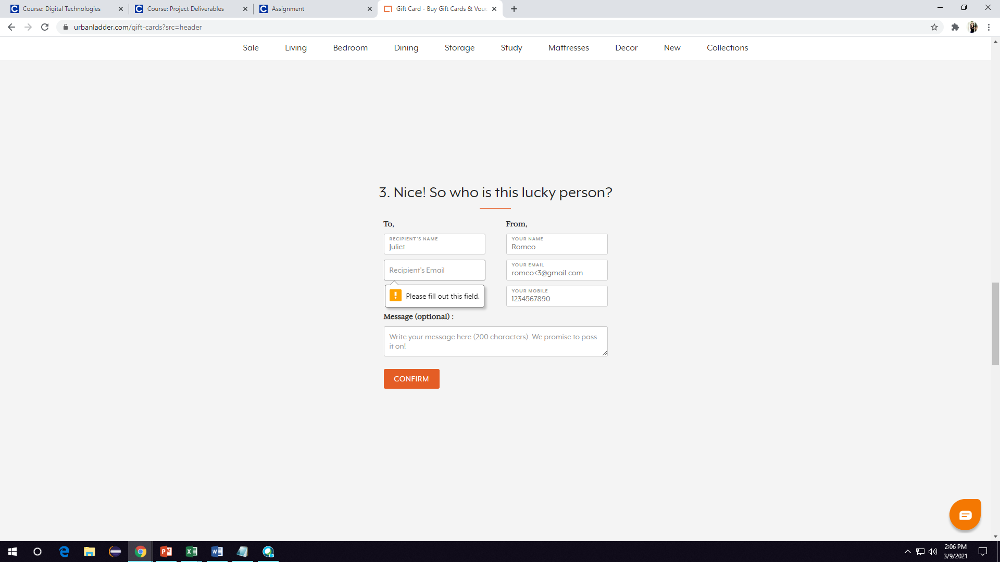 Course: Digital Technologies
Course: Project Deliverables
Assignment
Gift Card - Buy Gift Cards & Vouc
urbanladder.com/gift-cards?src=header
Sale Living Bedroom Dining Storage Study Mattresses Decor New Collections
3. Nice! So who is this lucky person?
To,
RECIPIENT'S NAME
Juliet
Recipient's Email
Please fill out this field.
From,
YOUR NAME
Romeo
YOUR EMAIL
romeo<3@gmail.com
YOUR MOBILE
1234567890
Message (optional) :
Write your message here (200 characters). We promise to pass
it on!
CONFIRM
2:06 PM
3/9/2021